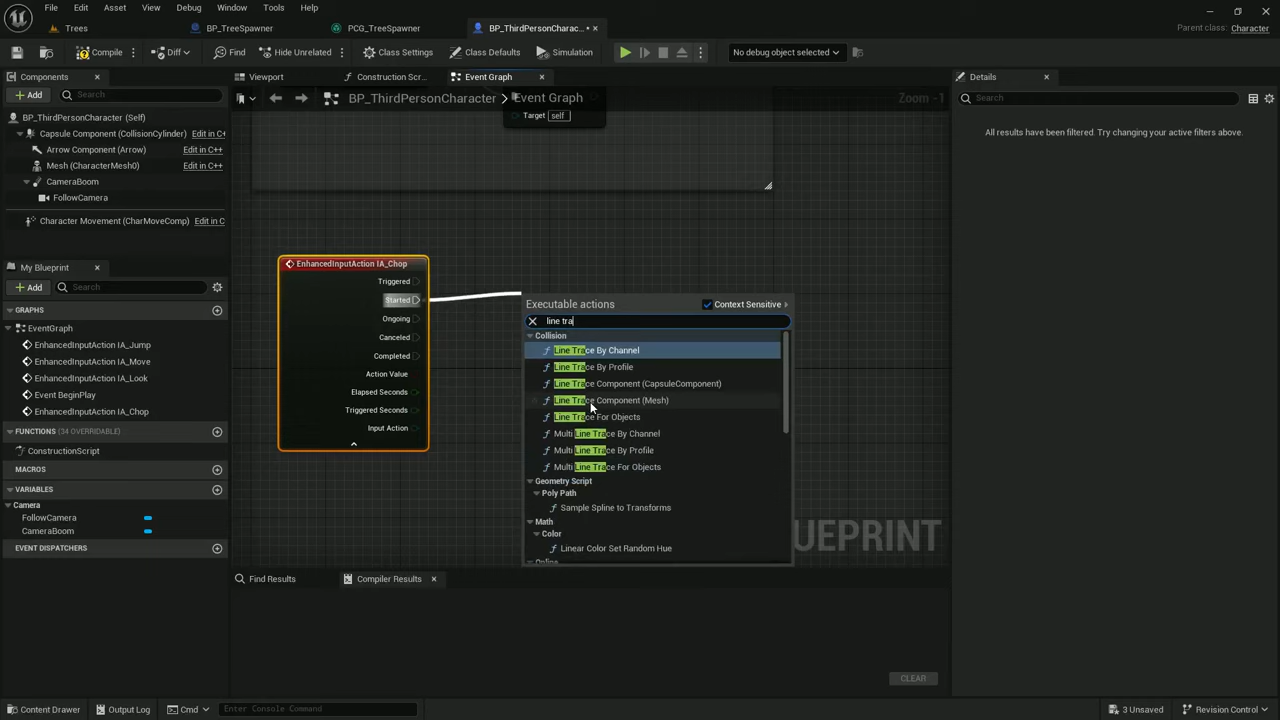 File Edit Asset View Debug Window Tools Help
Parent class: Character
Trees BP_TreeSpawner PCG_TreeSpawner BP_ThirdPersonCharac... •
Compile Diff Find Hide Unrelated Class Settings Class Defaults Simulation No debug object selected
Components Viewport Construction Scr... Event Graph Details
+ Add Search BP_ThirdPersonCharacter > Event Graph Zoom -1 Search
BP_ThirdPersonCharacter (Self)
Capsule Component (CollisionCylinder) Edit in C+
Arrow Component (Arrow) Edit in C++
Mesh (CharacterMesh0) Edit in C++
CameraBoom
FollowCamera
Character Movement (CharMoveComp) Edit in C
Target self
All results have been filtered. Try changing your active filters above.
My Blueprint
+ Add Search
GRAPHS
EventGraph
EnhancedInputAction IA_Jump
EnhancedInputAction IA_Move
EnhancedInputAction IA_Look
Event BeginPlay
EnhancedInputAction IA_Chop
FUNCTIONS (34 OVERRIDABLE)
ConstructionScript
MACROS
VARIABLES
Camera
FollowCamera
CameraBoom
EVENT DISPATCHERS
EnhancedInputAction IA_Chop
Triggered
Started
Ongoing
Canceled
Completed
Action Value
Elapsed Seconds
Triggered Seconds
Input Action
Executable actions Context Sensitive
line tra
Collision
Line Trace By Channel
Line Trace By Profile
Line Trace Component (CapsuleComponent)
Line Trace Component (Mesh)
Line Trace For Objects
Multi Line Trace By Channel
Multi Line Trace By Profile
Multi Line Trace For Objects
Geometry Script
Poly Path
Sample Spline to Transforms
Math
Color
Linear Color Set Random Hue
Online
UEPRINT
Find Results Compiler Results
CLEAR
Content Drawer Output Log Cmd Enter Console Command 3 Unsaved Revision Control